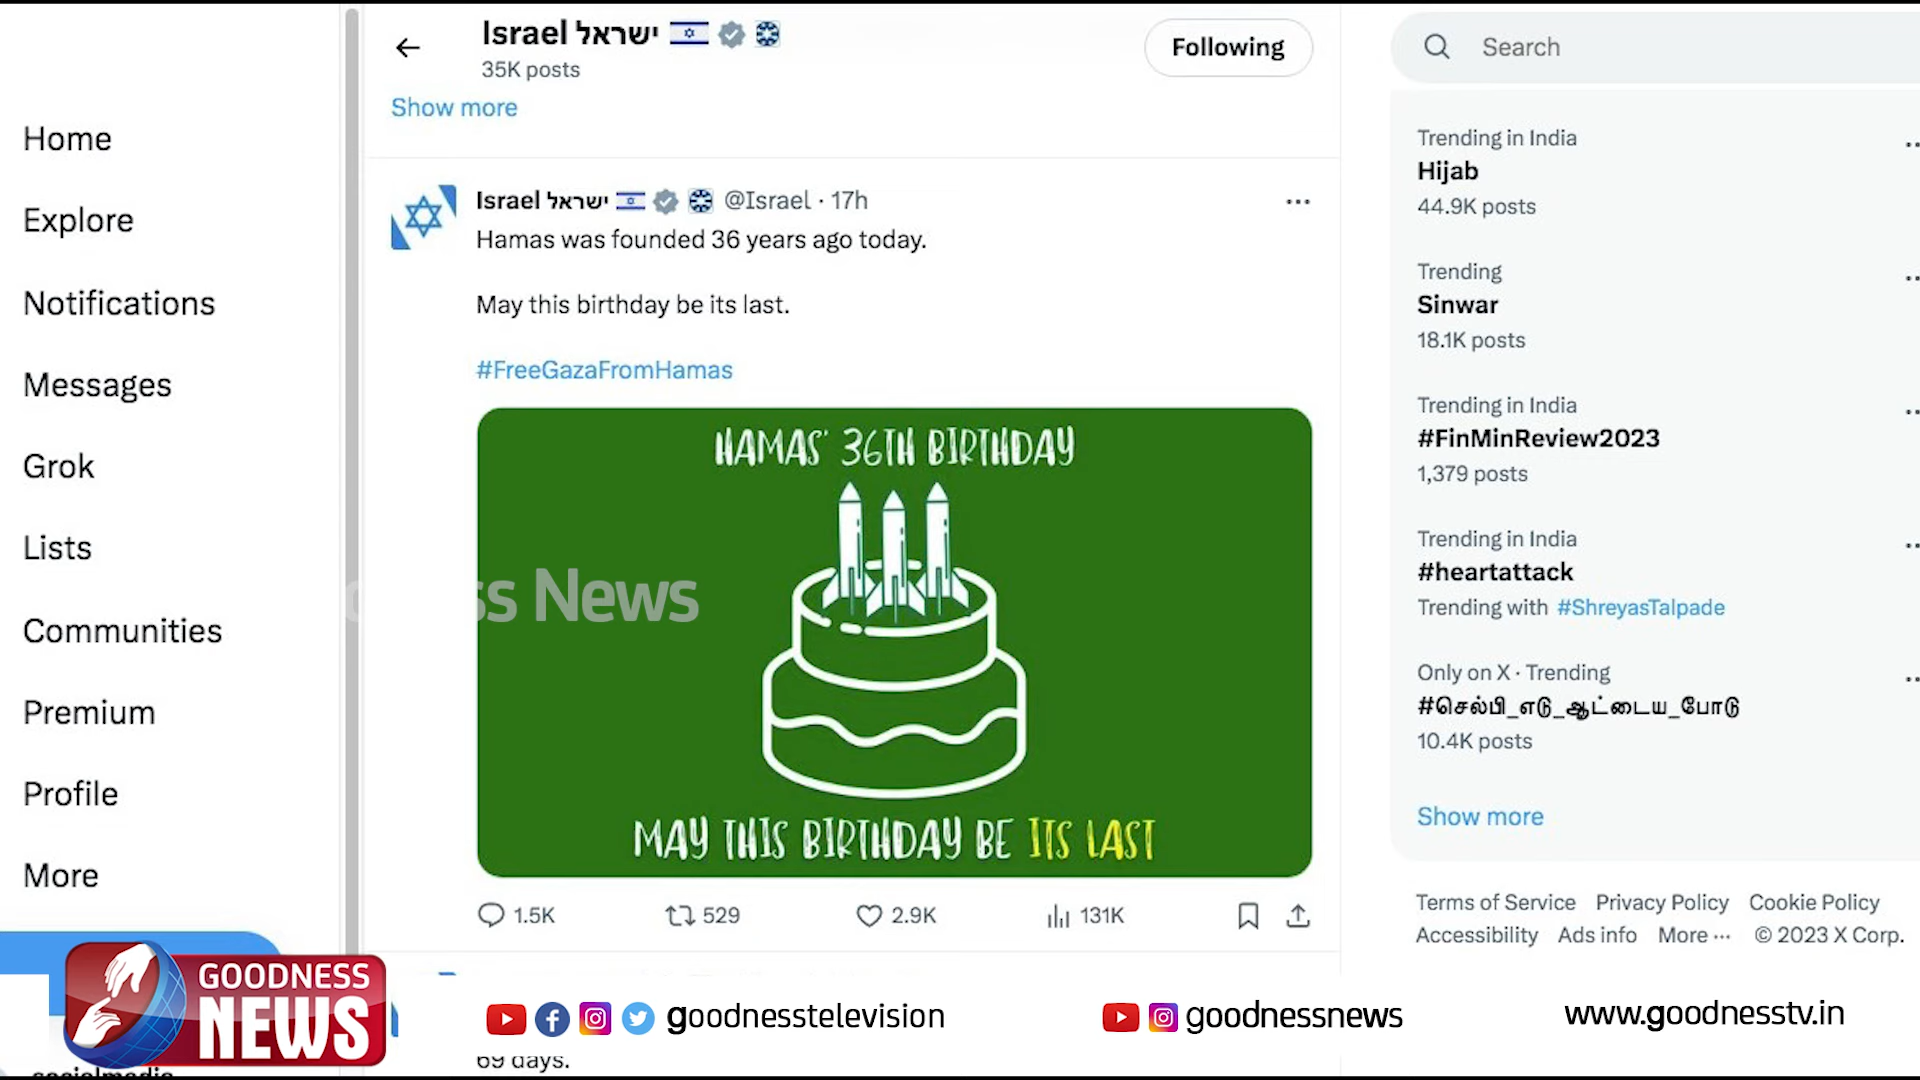 Home
Explore
Notifications
Messages
Grok
Lists
Communities
Premium
Profile
More
Israel ישראל
35K posts
Following
Show more
Israel ישראל @Israel · 17h
Hamas was founded 36 years ago today.
May this birthday be its last.
#FreeGazaFromHamas
HAMAS' 36TH BIRTHDAY
ss News
MAY THIS BIRTHDAY BE ITS LAST
1.5K 529 2.9K 131K
69 days.
Search
Trending in India
Hijab
44.9K posts
Trending
Sinwar
18.1K posts
Trending in India
#FinMinReview2023
1,379 posts
Trending in India
#heartattack
Trending with #ShreyasTalpade
Only on X · Trending
#செல்பி_எடு_ஆட்டைய_போடு
10.4K posts
Show more
Terms of Service Privacy Policy Cookie Policy
Accessibility Ads info More ··· © 2023 X Corp.
GOODNESS
NEWS
goodnesstelevision
goodnessnews
www.goodnesstv.in